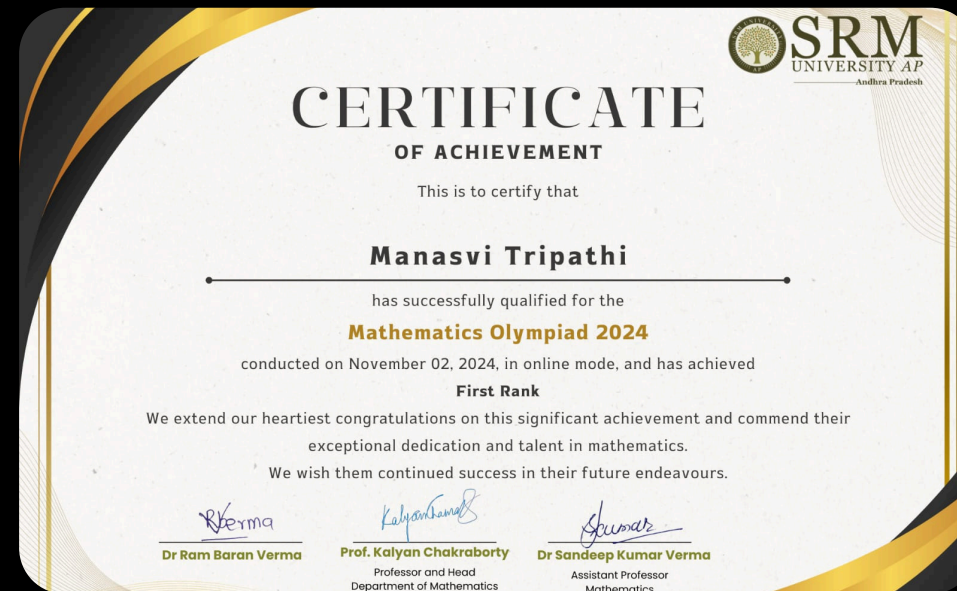 SRM
UNIVERSITY AP
Andhra Pradesh
CERTIFICATE
OF ACHIEVEMENT
This is to certify that
Manasvi Tripathi
has successfully qualified for the
Mathematics Olympiad 2024
conducted on November 02, 2024, in online mode, and has achieved
First Rank
We extend our heartiest congratulations on this significant achievement and commend their
exceptional dedication and talent in mathematics.
We wish them continued success in their future endeavours.
RVerma
Dr Ram Baran Verma
Prof. Kalyan Chakraborty
Professor and Head
Department of Mathematics
Dr Sandeep Kumar Verma
Assistant Professor
Mathematics